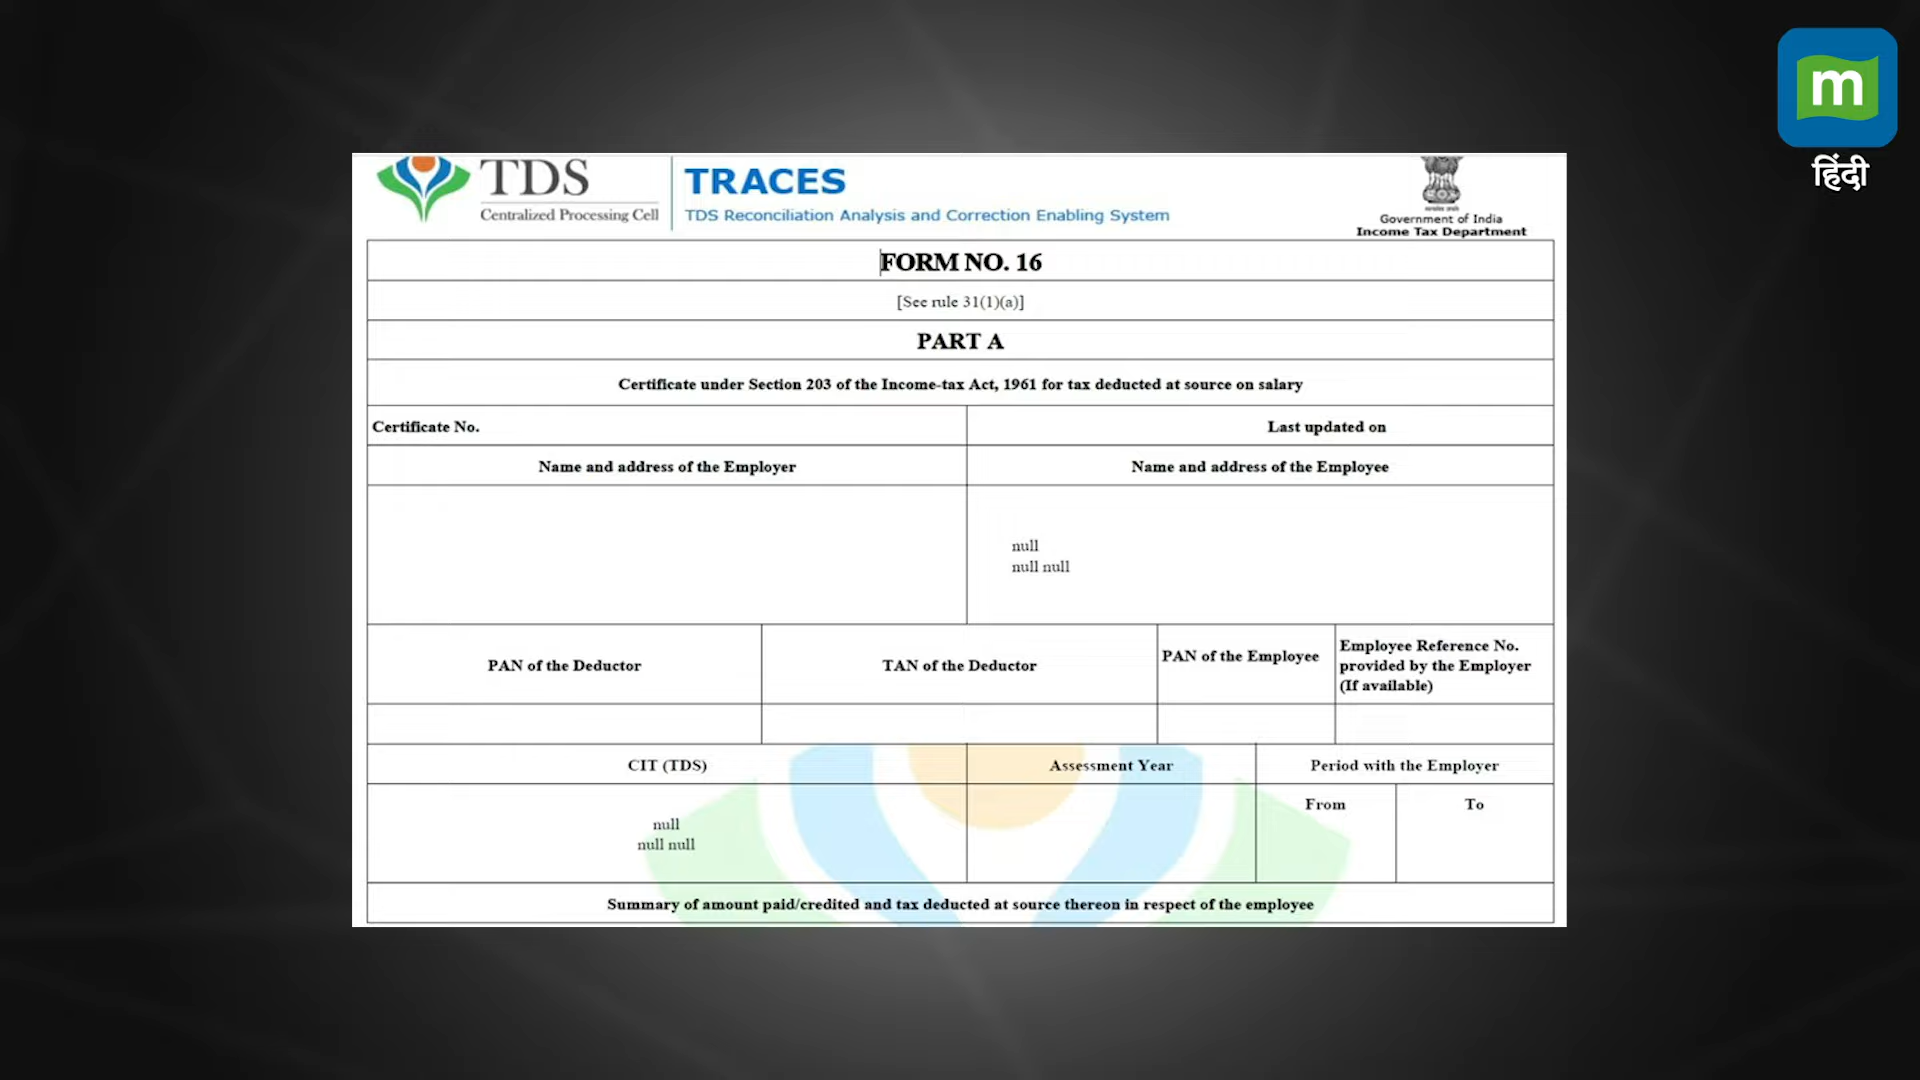 m
हिंदी
TDS
Centralized Processing Cell
TRACES
TDS Reconciliation Analysis and Correction Enabling System
Government of India
Income Tax Department
FORM NO. 16
[See rule 31(1)(a)]
PART A
Certificate under Section 203 of the Income-tax Act, 1961 for tax deducted at source on salary
Certificate No.
Last updated on
Name and address of the Employer
Name and address of the Employee
null
null null
PAN of the Deductor
TAN of the Deductor
PAN of the Employee
Employee Reference No.
provided by the Employer
(If available)
CIT (TDS)
Assessment Year
Period with the Employer
From
To
null
null null
Summary of amount paid/credited and tax deducted at source thereon in respect of the employee